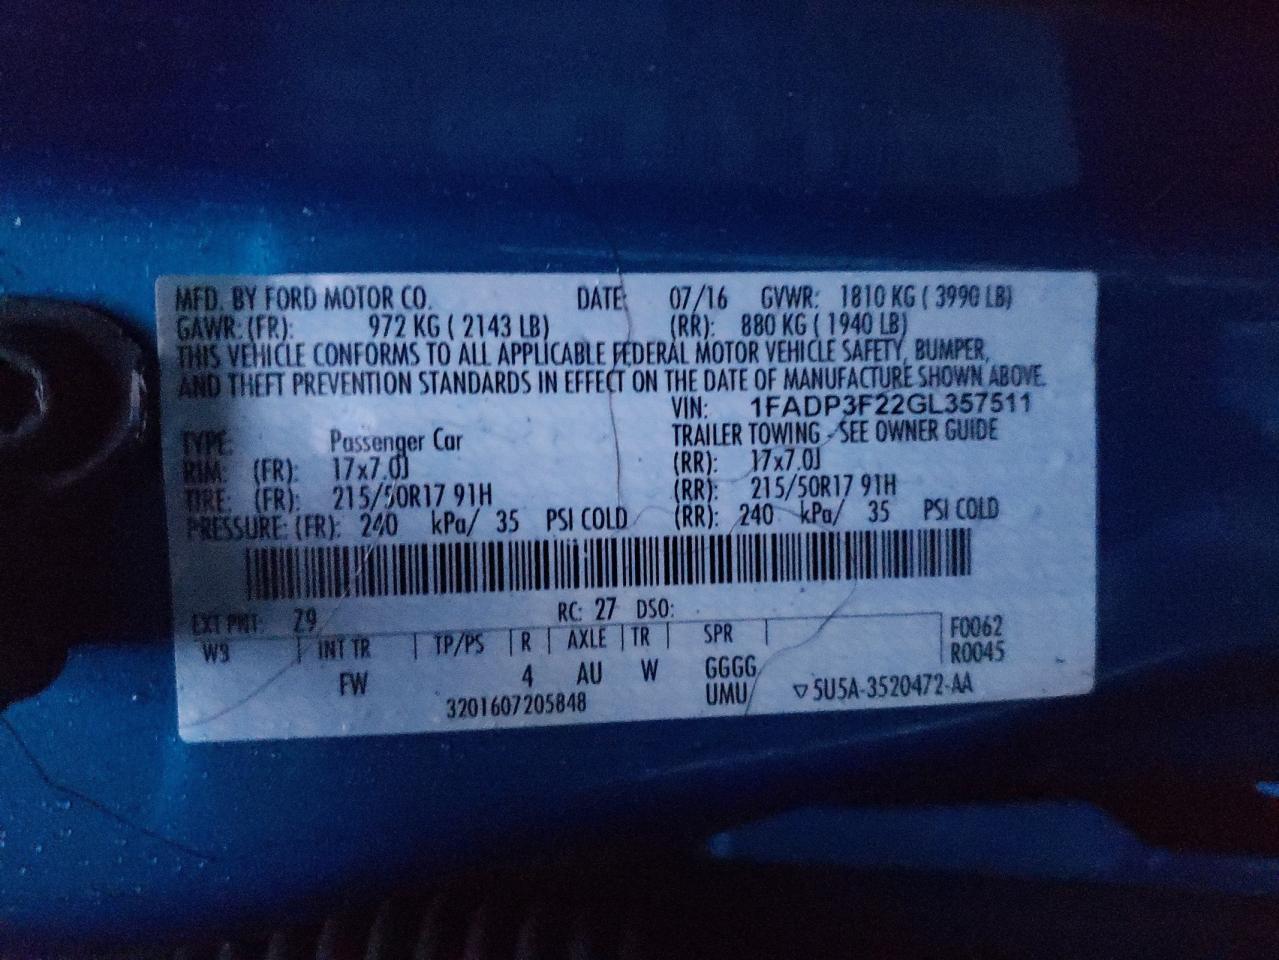 MFD. BY FORD MOTOR CO. DATE: 07/16 GVWR: 1810 KG ( 3990 LB)
GAWR: (FR): 972 KG ( 2143 LB) (RR): 880 KG ( 1940 LB)
THIS VEHICLE CONFORMS TO ALL APPLICABLE FEDERAL MOTOR VEHICLE SAFETY, BUMPER,
AND THEFT PREVENTION STANDARDS IN EFFECT ON THE DATE OF MANUFACTURE SHOWN ABOVE.
VIN: 1FADP3F22GL357511
TYPE: Passenger Car TRAILER TOWING - SEE OWNER GUIDE
RIM: (FR): 17x7.0J (RR): 17x7.0J
TIRE: (FR): 215/50R17 91H (RR): 215/50R17 91H
PRESSURE: (FR): 240 kPa/ 35 PSI COLD (RR): 240 kPa/ 35 PSI COLD
EXT PNT: Z9 RC: 27 DSO:
WB INT TR TP/PS R AXLE TR SPR F0062
R0045
FW 4 AU W GGGG
3201607205848 UMU ▽5U5A-3520472-AA